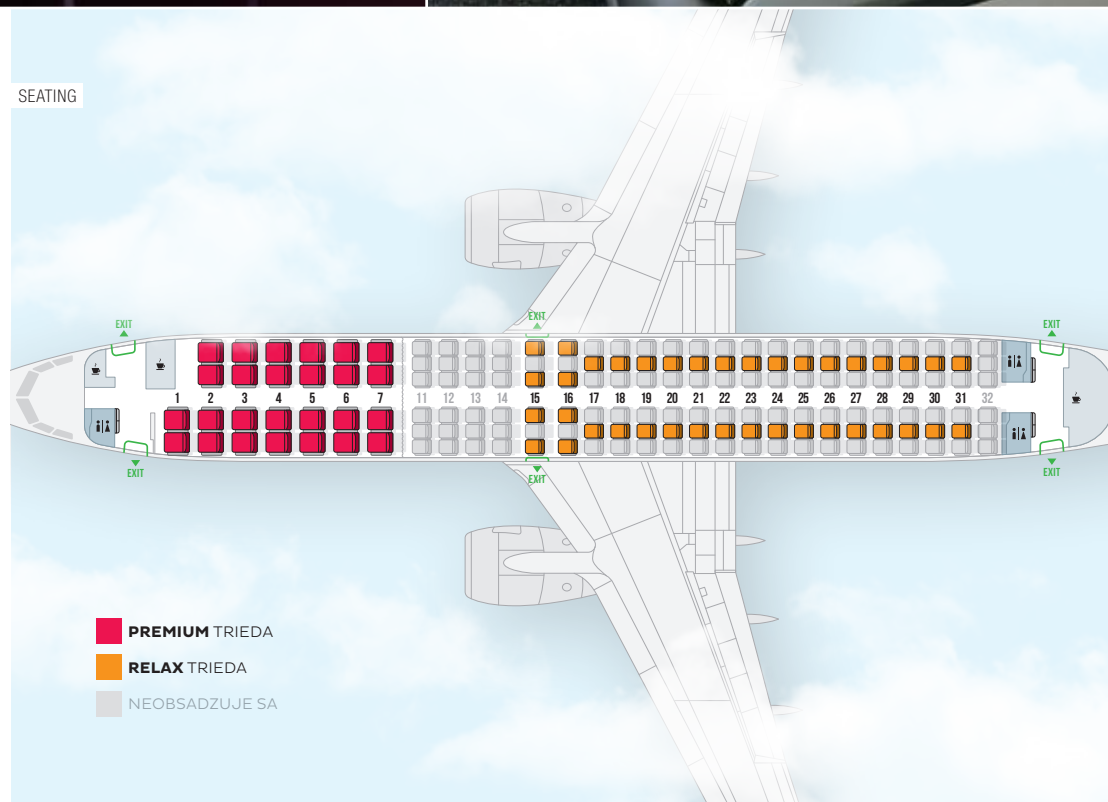 SEATING
EXIT
EXIT
EXIT
1 2 3 4 5 6 7 11 12 13 14 15 16 17 18 19 20 21 22 23 24 25 26 27 28 29 30 31 32
EXIT
EXIT
EXIT
PREMIUM TRIEDA
RELAX TRIEDA
NEOBSADZUJE SA